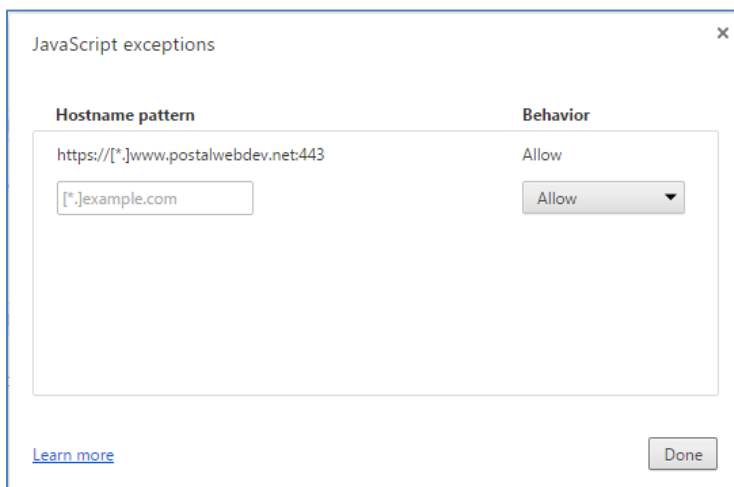 JavaScript exceptions
Hostname pattern Behavior
https://[*.]www.postalwebdev.net:443 Allow
[*.]example.com Allow
Learn more Done